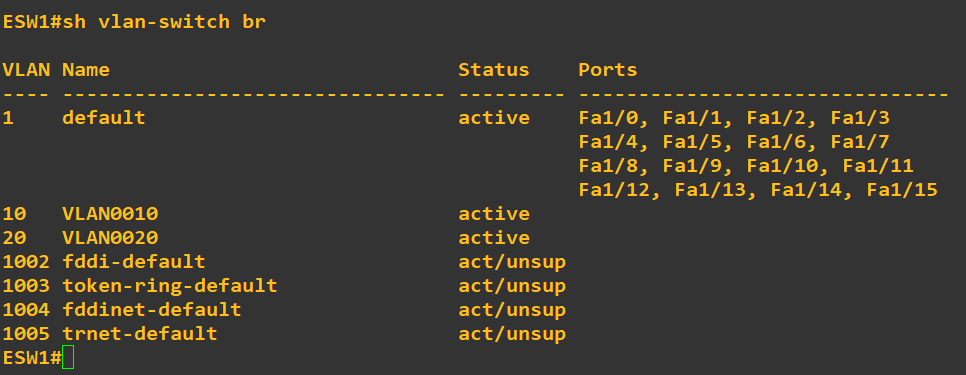 ESW1#sh vlan-switch br
VLAN Name                             Status    Ports
---- -------------------------------- --------- -------------------------------
1    default                          active    Fa1/0, Fa1/1, Fa1/2, Fa1/3
                                                Fa1/4, Fa1/5, Fa1/6, Fa1/7
                                                Fa1/8, Fa1/9, Fa1/10, Fa1/11
                                                Fa1/12, Fa1/13, Fa1/14, Fa1/15
10   VLAN0010                         active
20   VLAN0020                         active
1002 fddi-default                     act/unsup
1003 token-ring-default               act/unsup
1004 fddinet-default                  act/unsup
1005 trnet-default                    act/unsup
ESW1#